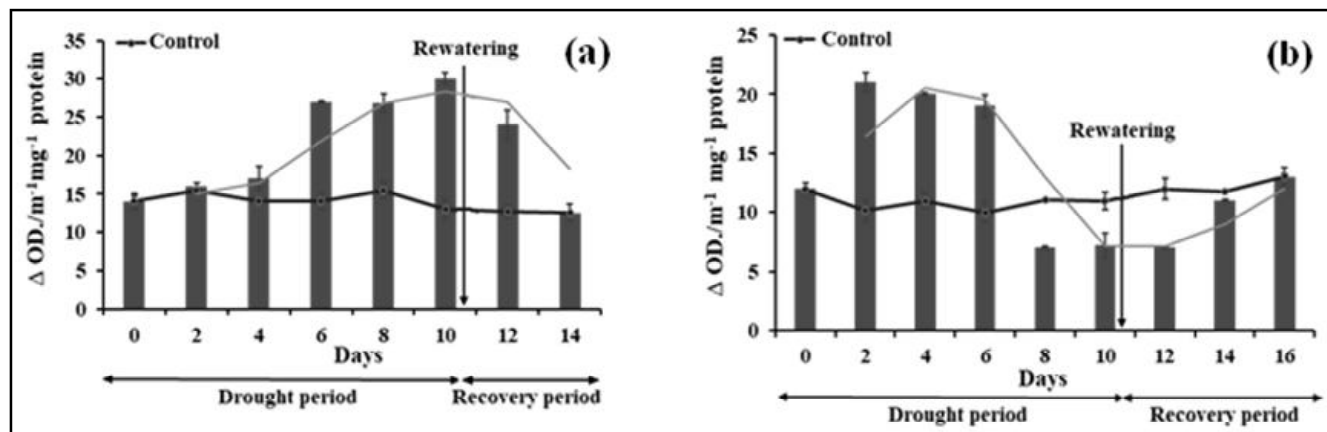 Control
Rewatering
(a)
Δ OD./m⁻¹mg⁻¹ protein
35
30
25
20
15
10
5
0
0 2 4 6 8 10 12 14
Days
Drought period
Recovery period
Control
Rewatering
(b)
Δ OD./m⁻¹ mg⁻¹ protein
25
20
15
10
5
0
0 2 4 6 8 10 12 14 16
Days
Drought period
Recovery period